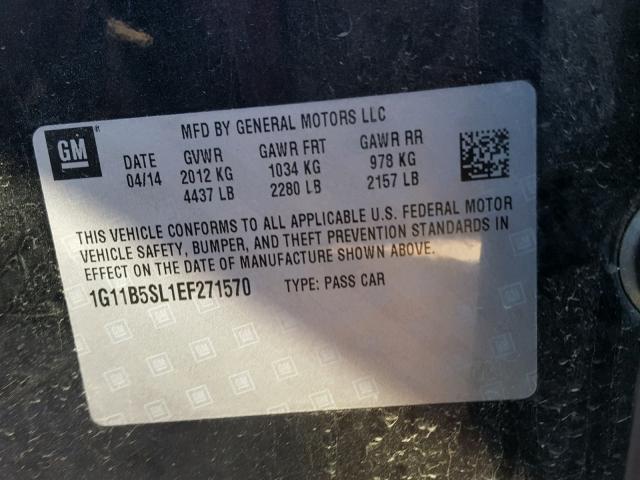 GM
MFD BY GENERAL MOTORS LLC
DATE GVWR GAWR FRT GAWR RR
04/14 2012 KG 1034 KG 978 KG
4437 LB 2280 LB 2157 LB
THIS VEHICLE CONFORMS TO ALL APPLICABLE U.S. FEDERAL MOTOR
VEHICLE SAFETY, BUMPER, AND THEFT PREVENTION STANDARDS IN
EFFECT ON THE DATE OF MANUFACTURE SHOWN ABOVE.
1G11B5SL1EF271570 TYPE: PASS CAR